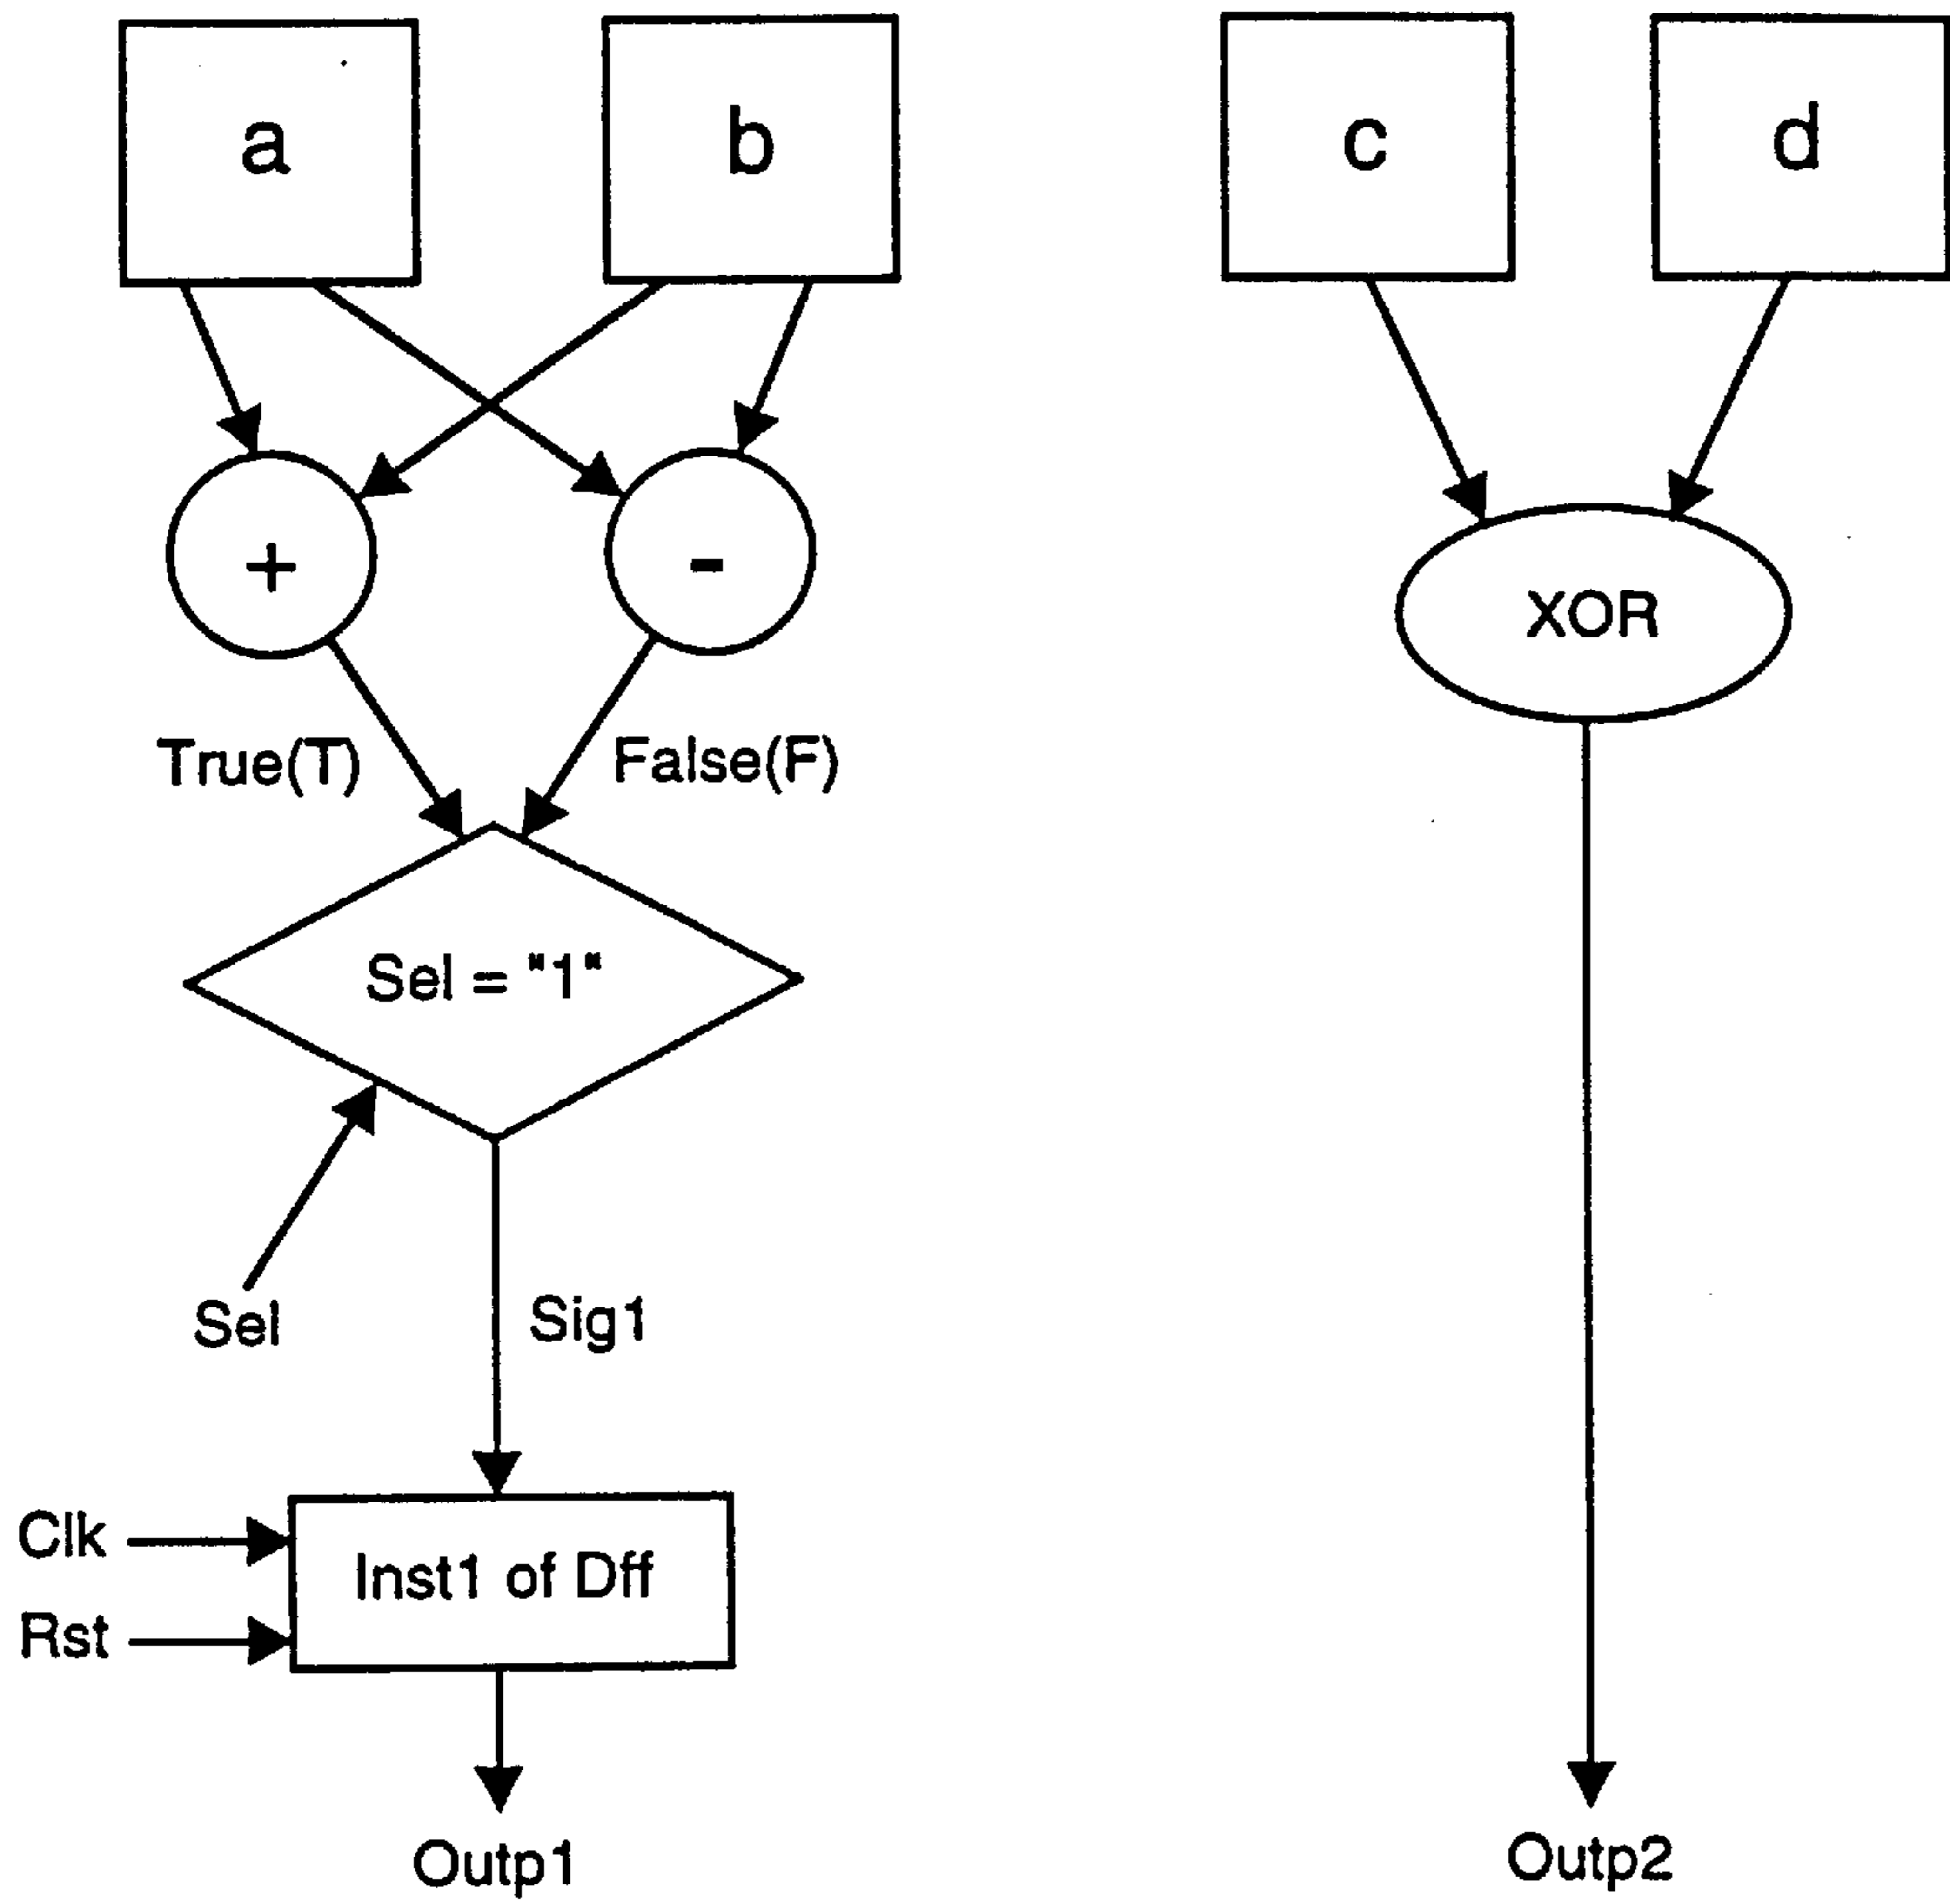 a
b
c
d
+
-
XOR
True(T)
False(F)
Sel = "1"
Sel
Sig1
Clk
Inst1 of Dff
Rst
Outp1
Outp2